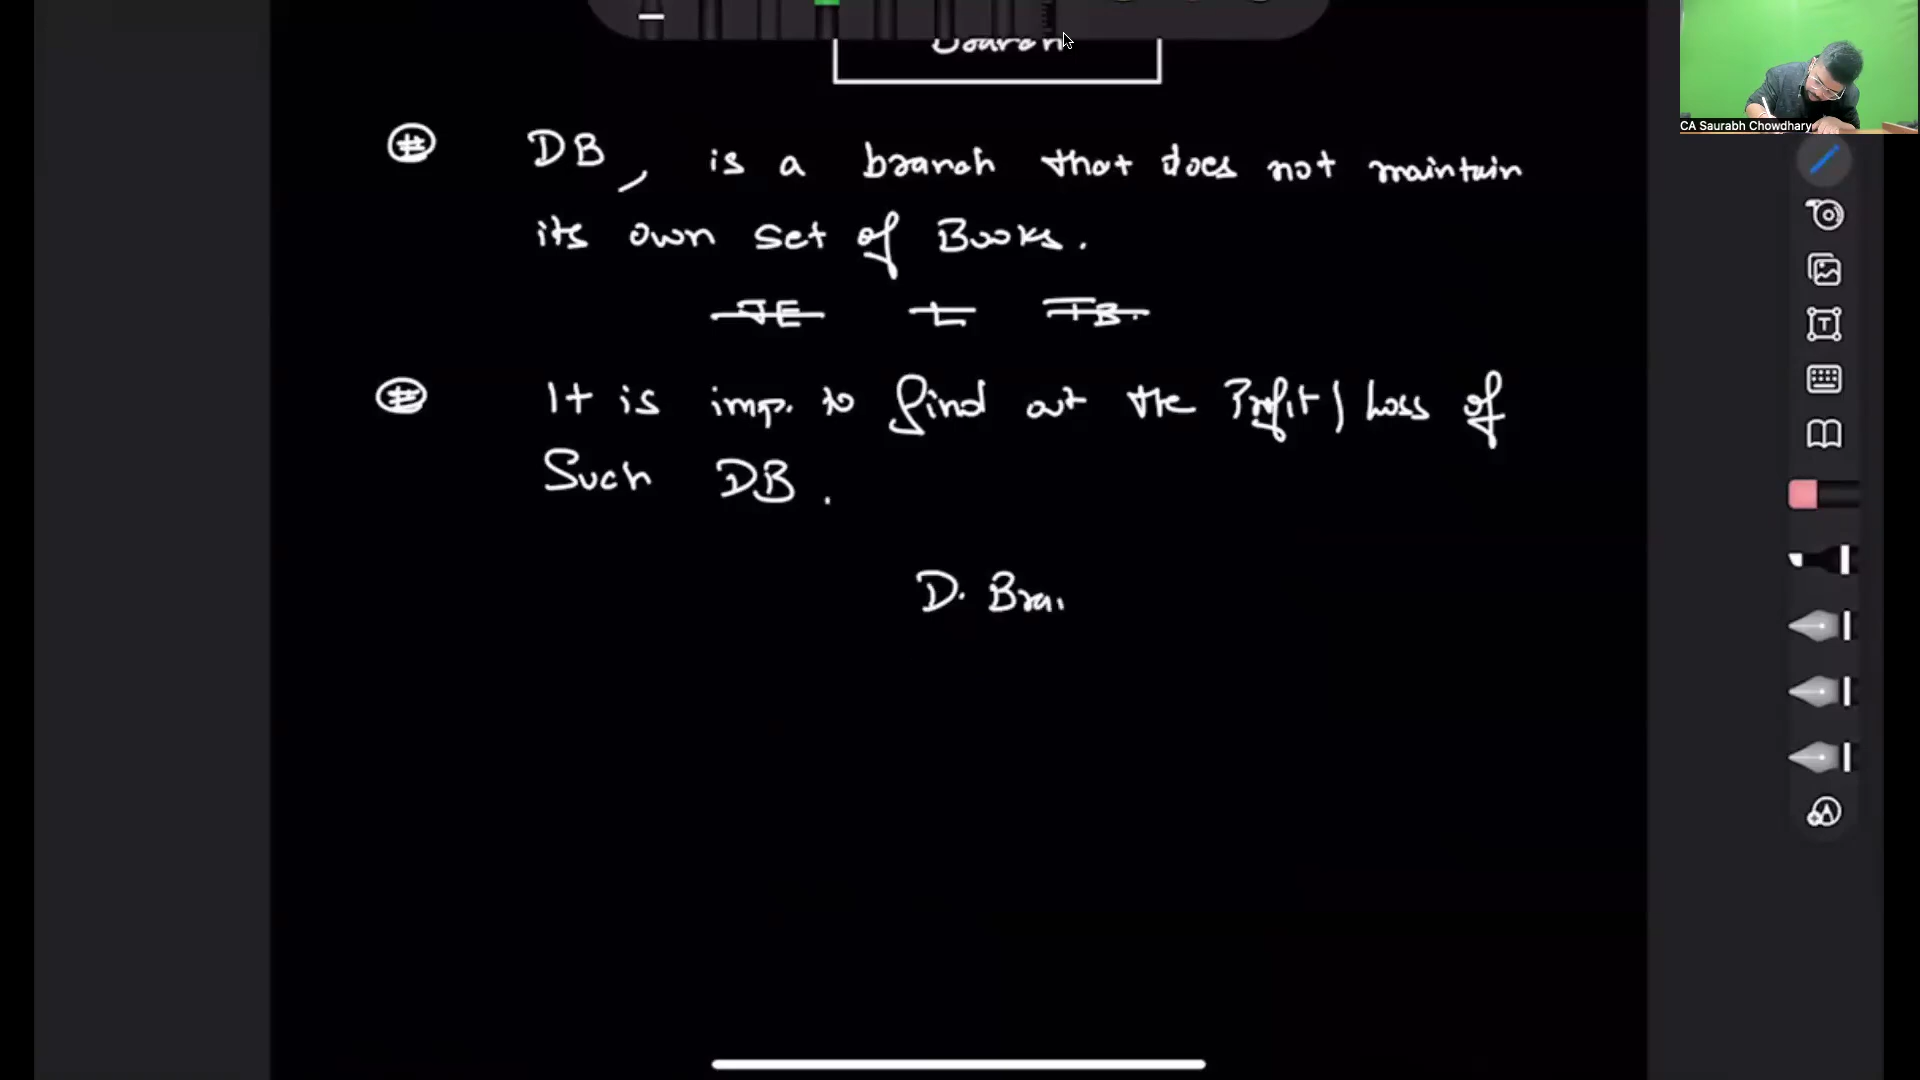 Branch
CA Saurabh Chowdhary
# DB, is a branch that does not maintain
its own set of Books.
JE L TB.
# It is imp. to find out the Profit / Loss of
Such DB.
D. Bra